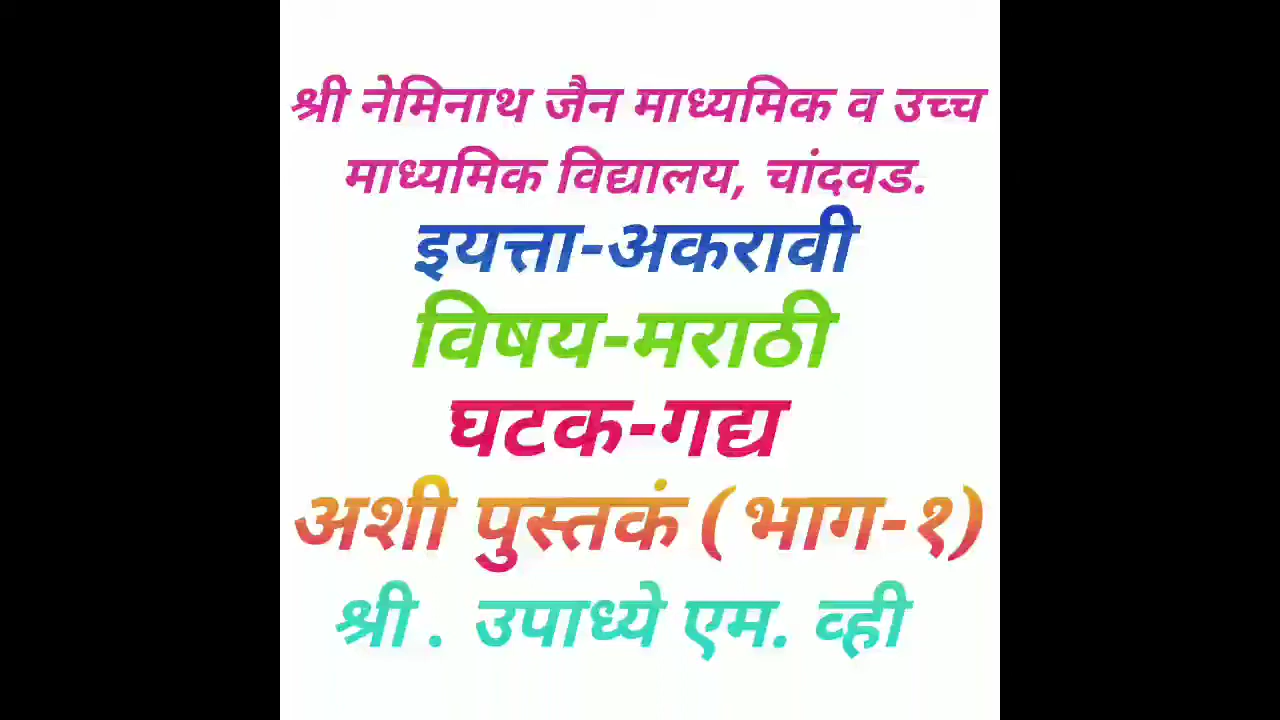 श्री नेमिनाथ जैन माध्यमिक व उच्च
माध्यमिक विद्यालय, चांदवड.
इयत्ता-अकरावी
विषय-मराठी
घटक-गद्य
अशी पुस्तकं ( भाग-१)
श्री . उपाध्ये एम. व्ही